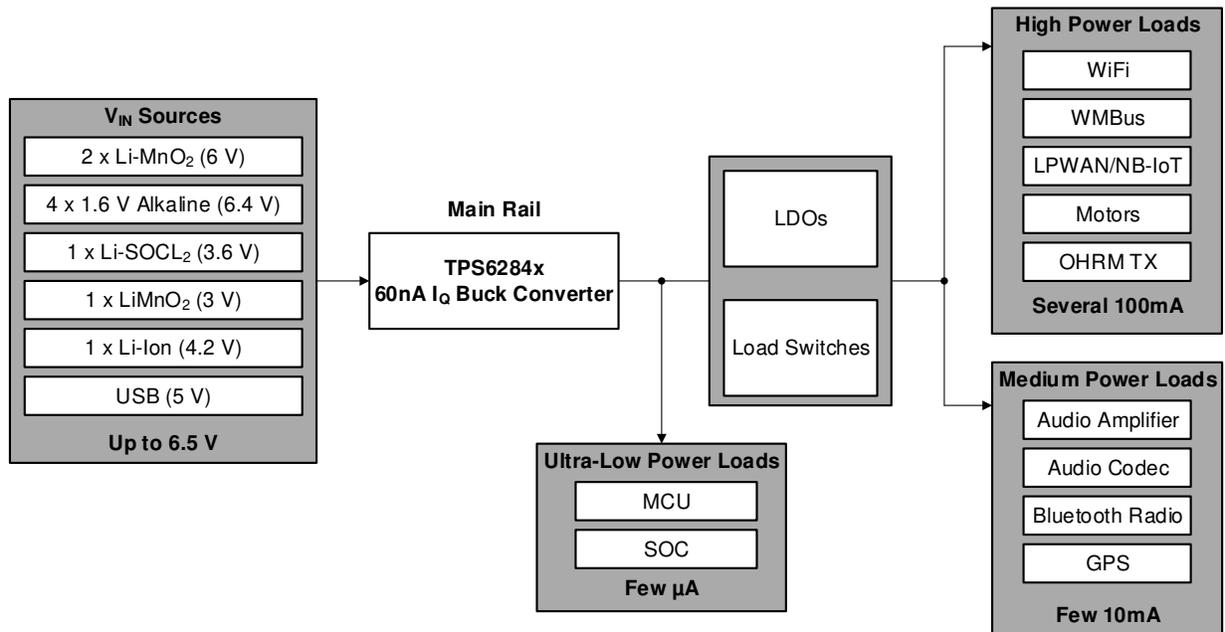 V_IN Sources
2 x Li-MnO₂ (6 V)
4 x 1.6 V Alkaline (6.4 V)
1 x Li-SOCL₂ (3.6 V)
1 x LiMnO₂ (3 V)
1 x Li-Ion (4.2 V)
USB (5 V)
Up to 6.5 V
Main Rail
TPS6284x
60nA I_Q Buck Converter
LDOs
Load Switches
Ultra-Low Power Loads
MCU
SOC
Few µA
High Power Loads
WiFi
WMBus
LPWAN/NB-IoT
Motors
OHRM TX
Several 100mA
Medium Power Loads
Audio Amplifier
Audio Codec
Bluetooth Radio
GPS
Few 10mA